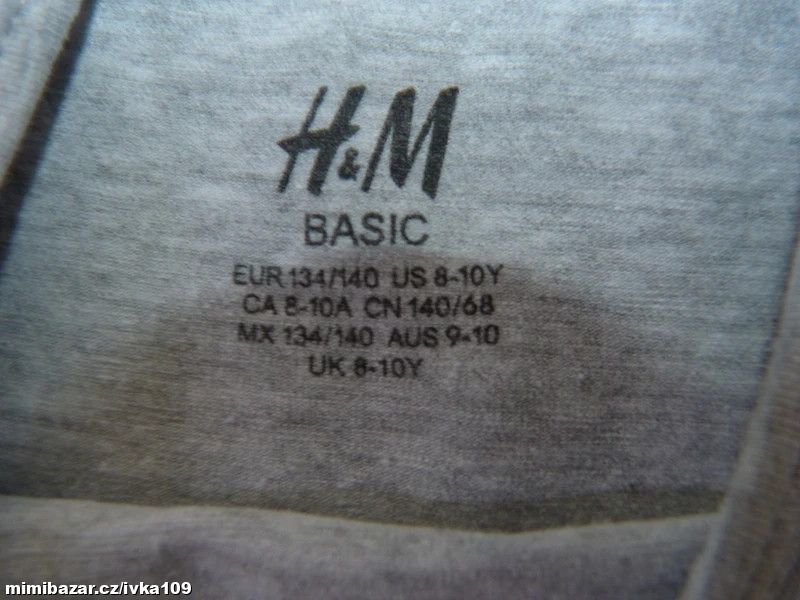 H&M
BASIC
EUR 134/140 US 8-10Y
CA 8-10A CN 140/68
MX 134/140 AUS 9-10
UK 8-10Y
mimibazar.cz/ivka109